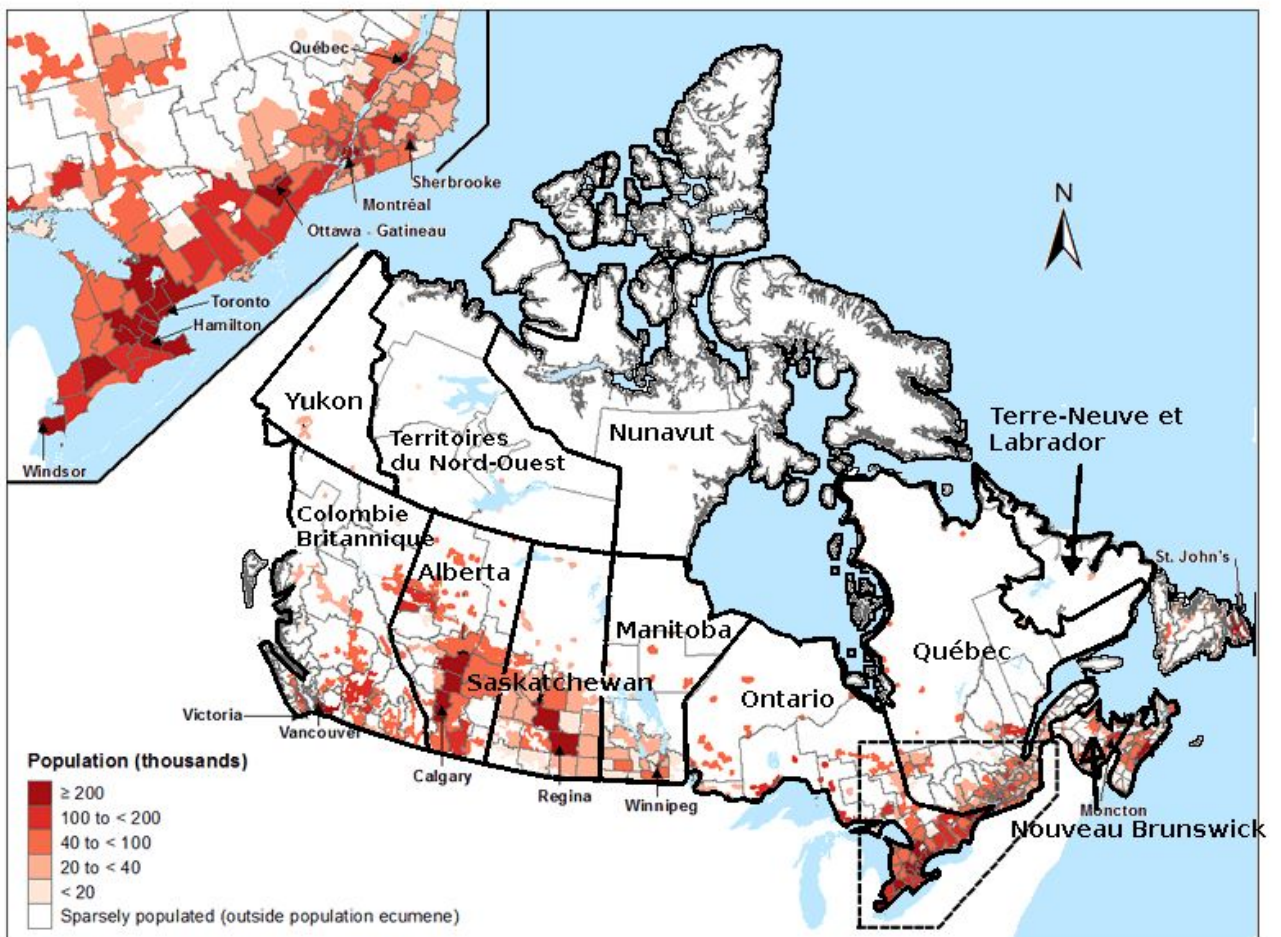 Québec
Sherbrooke
Montréal
Ottawa - Gatineau
Toronto
Hamilton
Windsor
N
Yukon
Territoires
du Nord-Ouest
Nunavut
Terre-Neuve et
Labrador
Colombie
Britannique
Alberta
St. John's
Manitoba
Québec
Saskatchewan
Ontario
Victoria
Vancouver
Calgary
Regina
Winnipeg
Moncton
Nouveau Brunswick
Population (thousands)
≥ 200
100 to < 200
40 to < 100
20 to < 40
< 20
Sparsely populated (outside population ecumene)